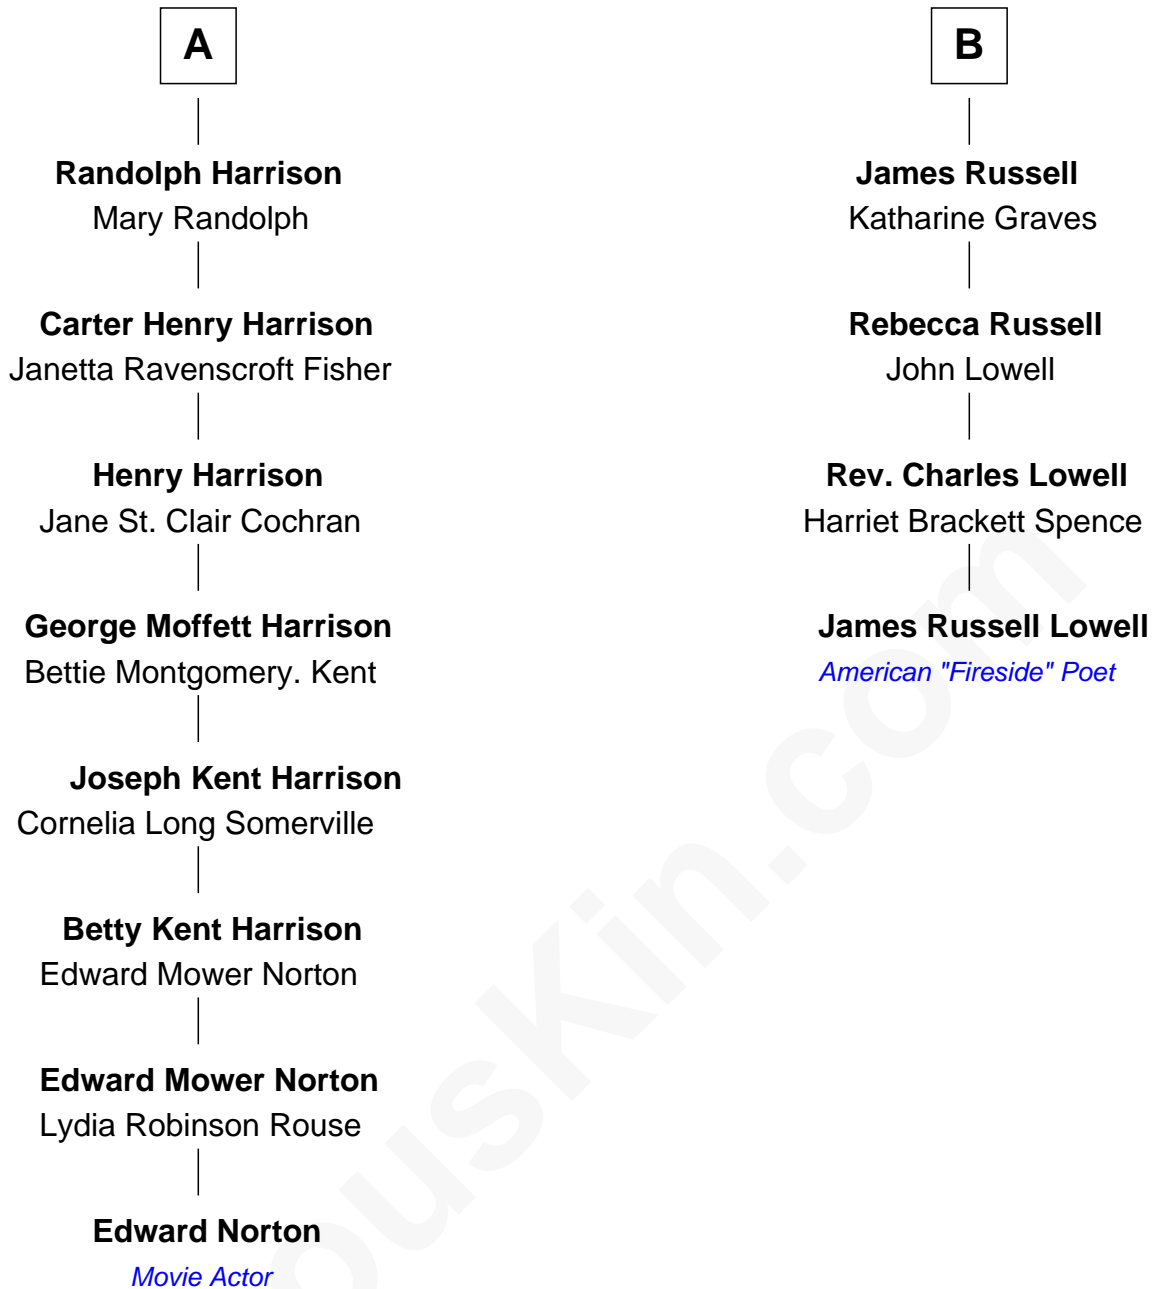 A
Randolph Harrison
Mary Randolph
Carter Henry Harrison
Janetta Ravenscroft Fisher
Henry Harrison
Jane St. Clair Cochran
George Moffett Harrison
Bettie Montgomery. Kent
Joseph Kent Harrison
Cornelia Long Somerville
Betty Kent Harrison
Edward Mower Norton
Edward Mower Norton
Lydia Robinson Rouse
Edward Norton
Movie Actor
B
James Russell
Katharine Graves
Rebecca Russell
John Lowell
Rev. Charles Lowell
Harriet Brackett Spence
James Russell Lowell
American "Fireside" Poet
ousKin.com